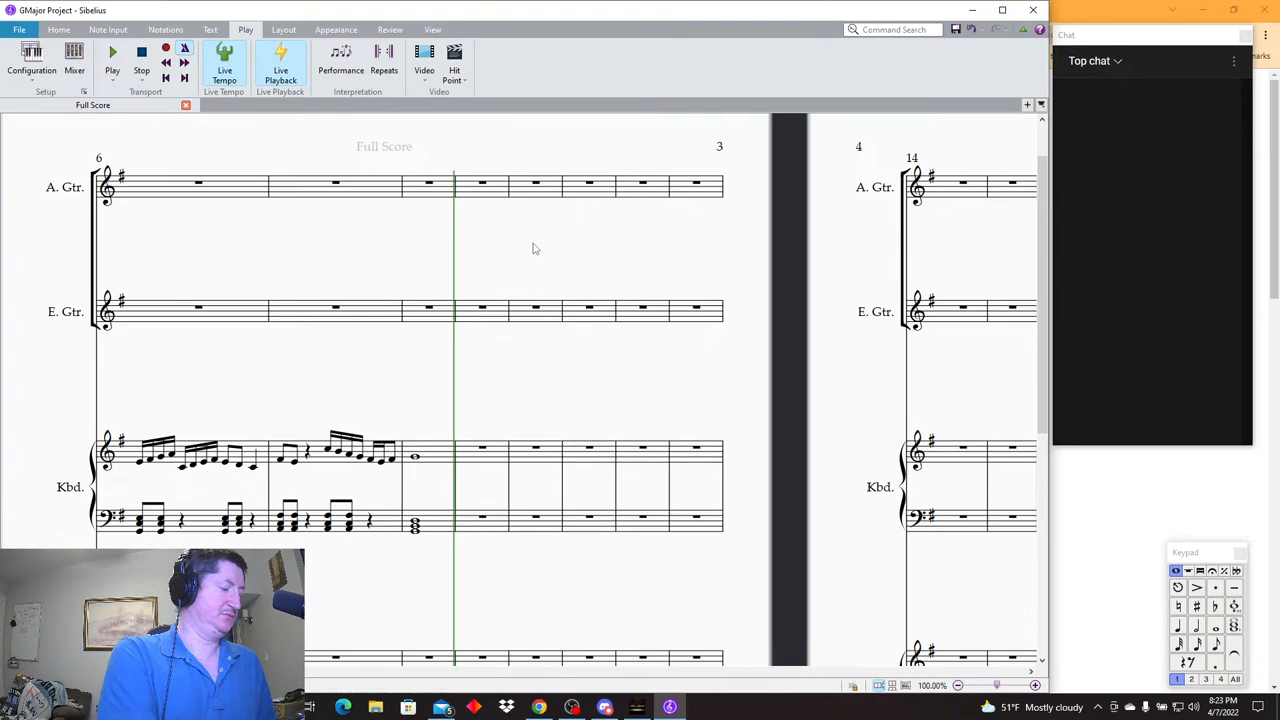 GMajor Project - Sibelius
File Home Note Input Notations Text Play Layout Appearance Review View Command Search
Configuration Mixer Play Stop Live Tempo Live Playback Performance Repeats Video Hit Point
Setup Transport Live Tempo Live Playback Interpretation Video
Full Score
Chat
Top chat
6 Full Score 3
4
14
A. Gtr.
A. Gtr.
E. Gtr.
E. Gtr.
Kbd.
Kbd.
Keypad
1 2 3 4 All
100.00%
5
51°F Mostly cloudy
8:23 PM
4/7/2022